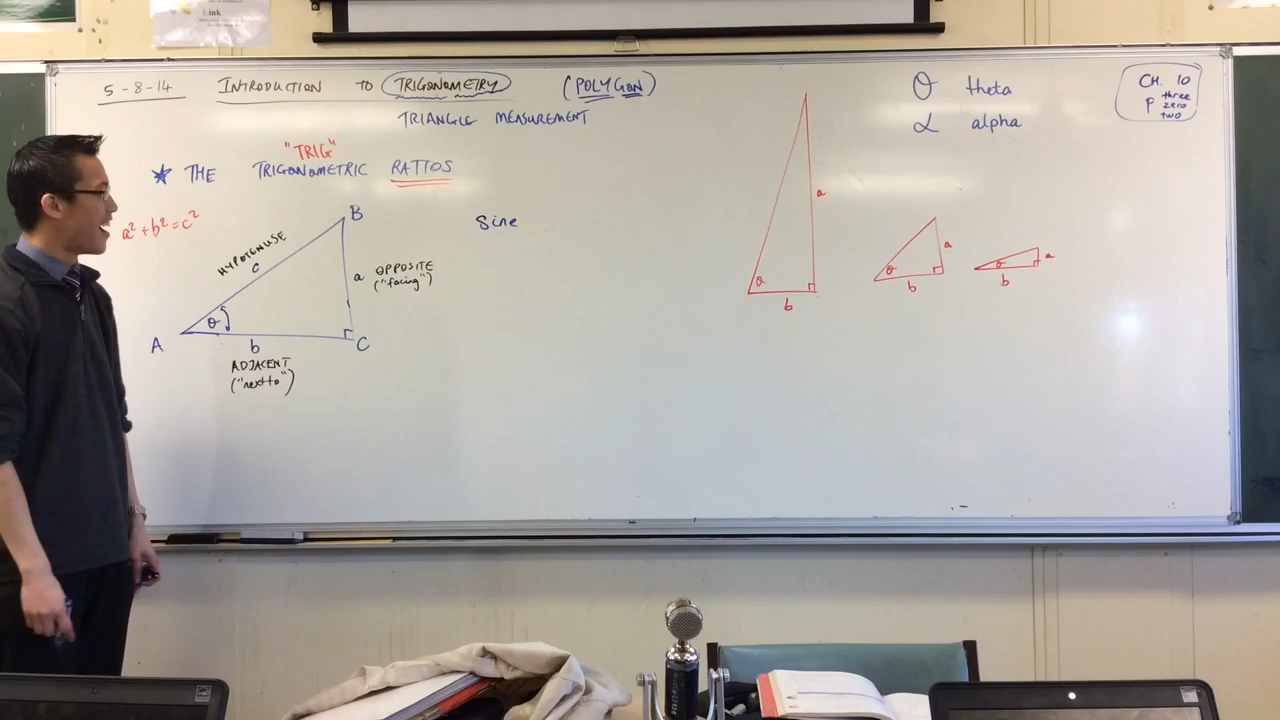 Link
5-8-14 INTRODUCTION TO TRIGONOMETRY (POLYGON)
TRIANGLE MEASUREMENT
θ theta
α alpha
CH. 10
P three zero two
"TRIG"
★ THE TRIGONOMETRIC RATIOS
a² + b² = c²
sine
B
HYPOTENUSE
c
a OPPOSITE
("facing")
θ
A
b
C
ADJACENT
("next to")
a
θ
b
a
θ
b
a
θ
b